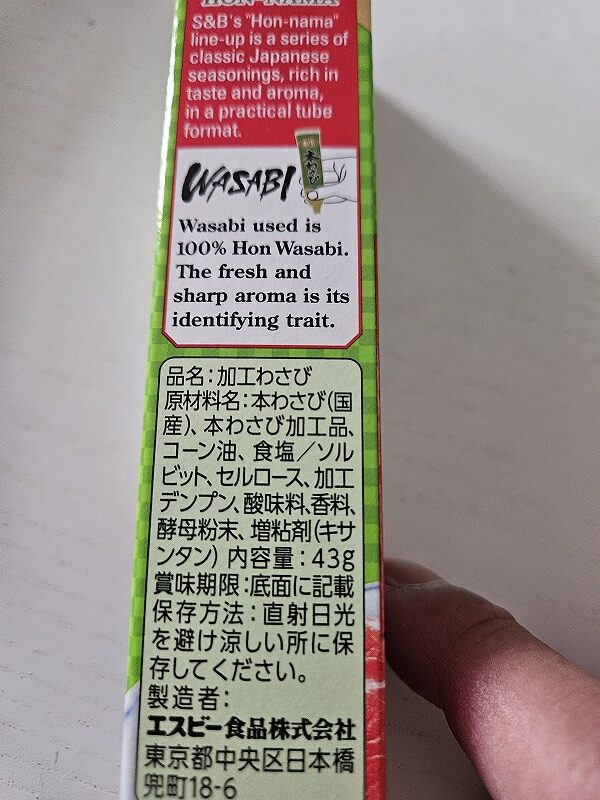 HON-NAMA
S&B's "Hon-nama"
line-up is a series of
classic Japanese
seasonings, rich in
taste and aroma,
in a practical tube
format.
本わさび
WASABI
Wasabi used is
100% Hon Wasabi.
The fresh and
sharp aroma is its
identifying trait.
品名：加工わさび
原材料名：本わさび(国
産)、本わさび加工品、
コーン油、食塩／ソル
ビット、セルロース、加工
デンプン、酸味料、香料、
酵母粉末、増粘剤(キサ
ンタン) 内容量：43g
賞味期限：底面に記載
保存方法：直射日光
を避け涼しい所に保
存してください。
製造者：
エスビー食品株式会社
東京都中央区日本橋
兜町18-6